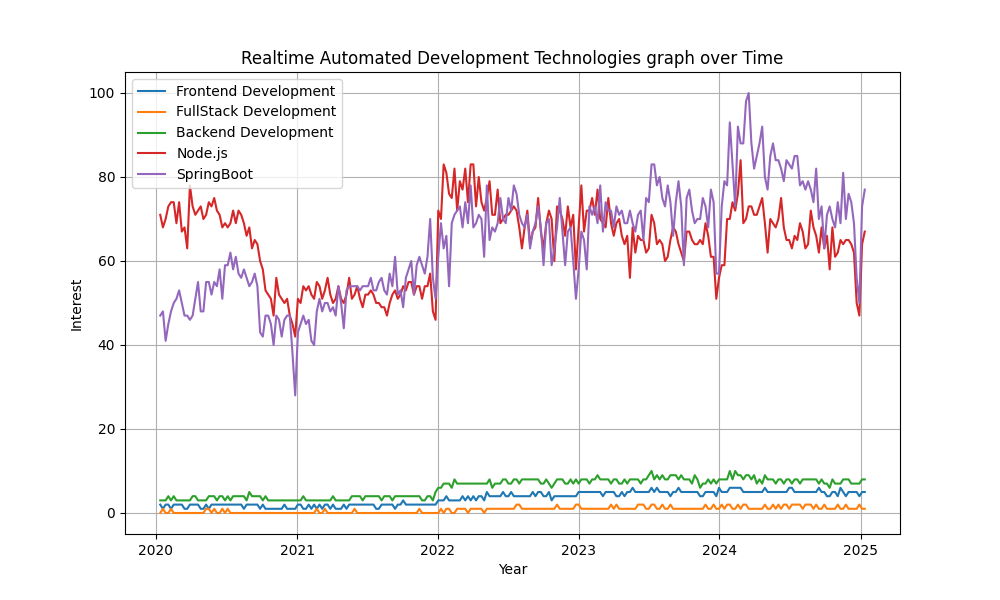 Realtime Automated Development Technologies graph over Time
Frontend Development
FullStack Development
Backend Development
Node.js
SpringBoot
100
80
60
40
20
0
Interest
2020 2021 2022 2023 2024 2025
Year